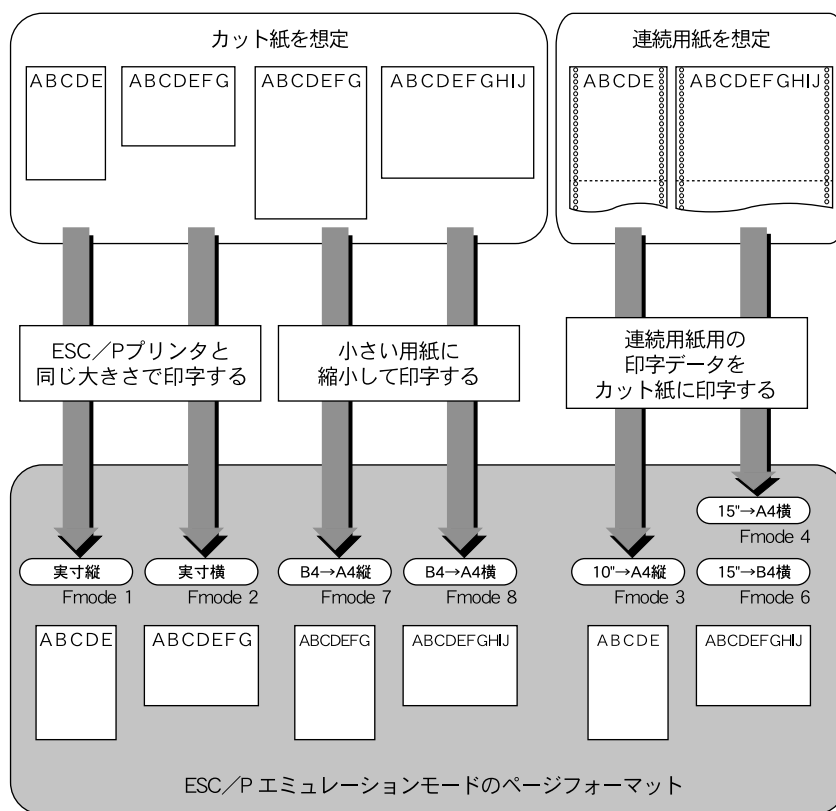 カット紙を想定
連続用紙を想定
ABCDE
ABCDEFG
ABCDEFG
ABCDEFGHIJ
ABCDE
ABCDEFGHIJ
ESC／Pプリンタと
同じ大きさで印字する
小さい用紙に
縮小して印字する
連続用紙用の
印字データを
カット紙に印字する
15"→A4横
Fmode 4
実寸縦
実寸横
B4→A4縦
B4→A4横
10"→A4縦
15"→B4横
Fmode 1
Fmode 2
Fmode 7
Fmode 8
Fmode 3
Fmode 6
ABCDE
ABCDEFG
ABCDEFG
ABCDEFGHIJ
ABCDE
ABCDEFGHIJ
ESC／P エミュレーションモードのページフォーマット